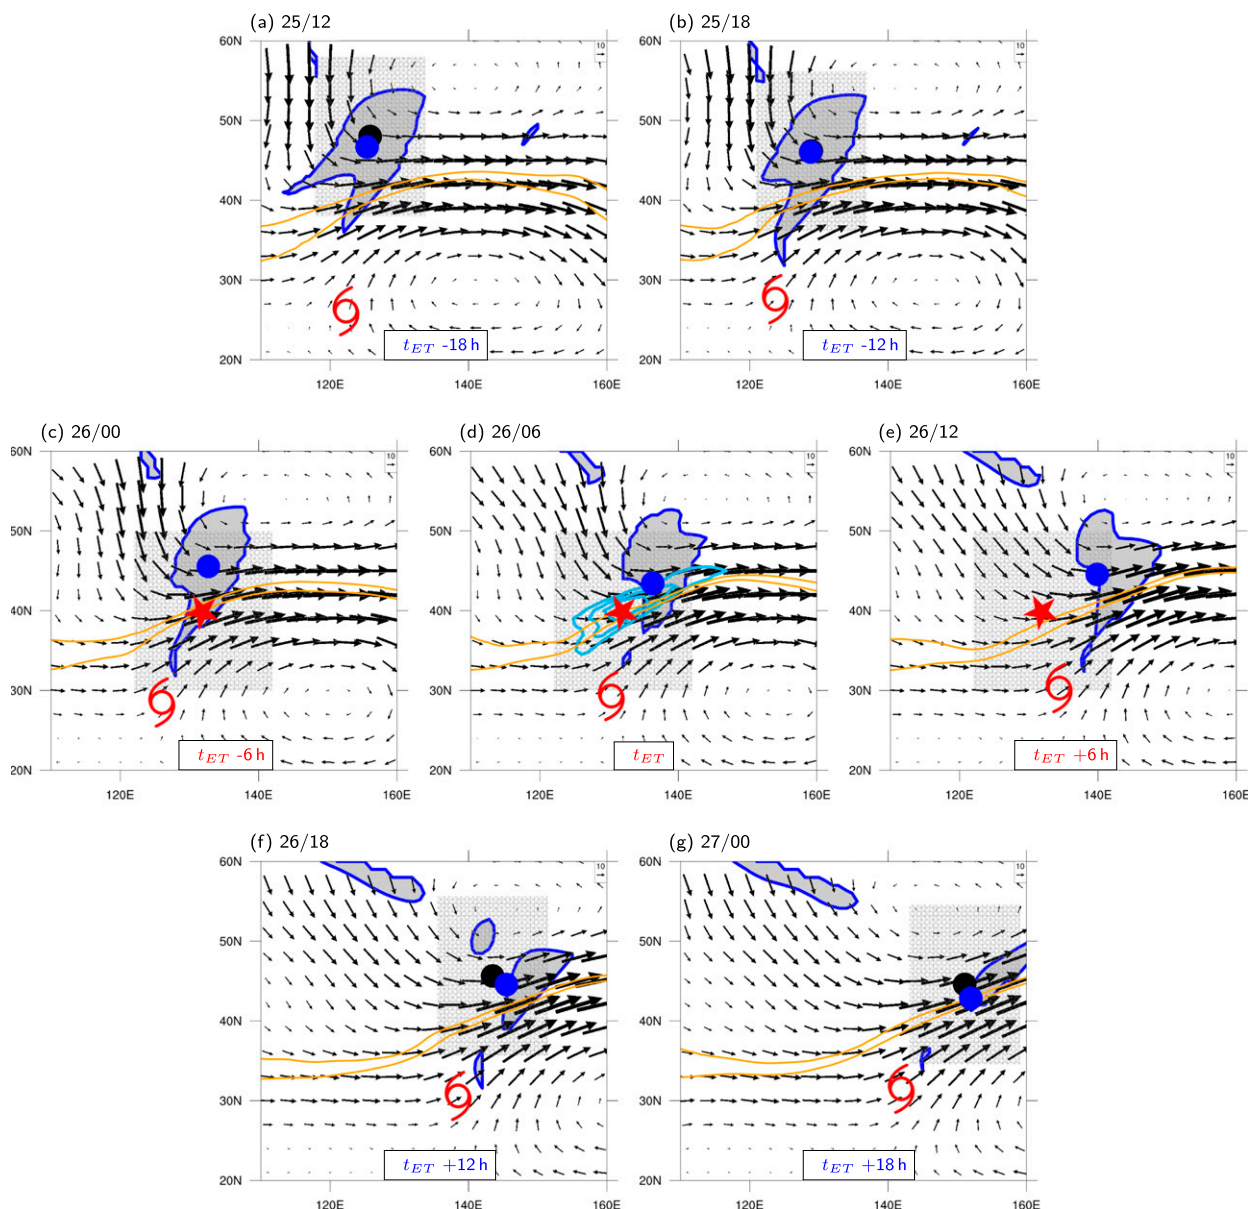 (a) 25/12
(b) 25/18
60N
50N
40N
30N
20N
120E
140E
160E
10
t_ET -18 h
60N
50N
40N
30N
20N
120E
140E
160E
10
t_ET -12 h
(c) 26/00
(d) 26/06
(e) 26/12
60N
50N
40N
30N
20N
120E
140E
160E
10
t_ET -6 h
60N
50N
40N
30N
20N
120E
140E
160E
10
t_ET
60N
50N
40N
30N
20N
120E
140E
160E
10
t_ET +6 h
(f) 26/18
(g) 27/00
60N
50N
40N
30N
20N
120E
140E
160E
10
t_ET +12 h
60N
50N
40N
30N
20N
120E
140E
160E
10
t_ET +18 h